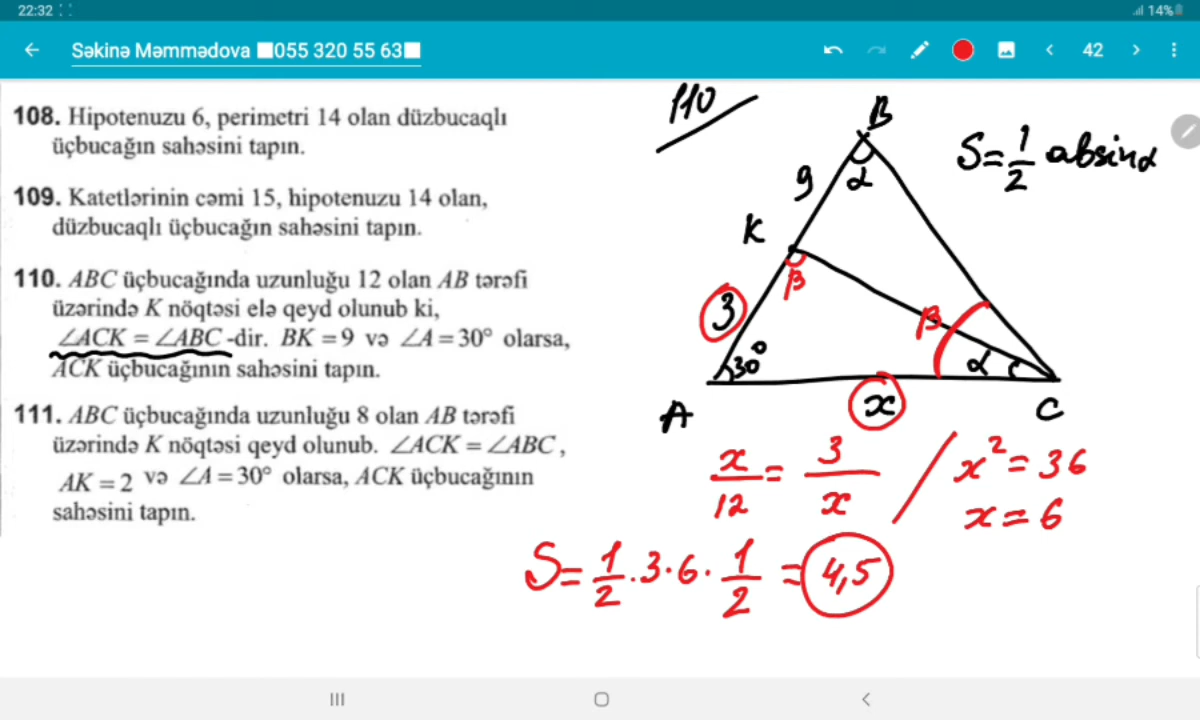 22:32
14%
Səkinə Məmmədova 055 320 55 63
42
108. Hipotenuzu 6, perimetri 14 olan düzbucaqlı
üçbucağın sahəsini tapın.
109. Katetlərinin cəmi 15, hipotenuzu 14 olan,
düzbucaqlı üçbucağın sahəsini tapın.
110. ABC üçbucağında uzunluğu 12 olan AB tərəfi
üzərində K nöqtəsi elə qeyd olunub ki,
∠ACK = ∠ABC -dir. BK = 9 və ∠A = 30° olarsa,
ACK üçbucağının sahəsini tapın.
111. ABC üçbucağında uzunluğu 8 olan AB tərəfi
üzərində K nöqtəsi qeyd olunub. ∠ACK = ∠ABC,
AK = 2 və ∠A = 30° olarsa, ACK üçbucağının
sahəsini tapın.
110
B
S=1/2 absinα
9 α
K
β
3 β
30° α
A x C
x/12 = 3/x / x²=36
x=6
S=1/2·3·6·1/2=4,5